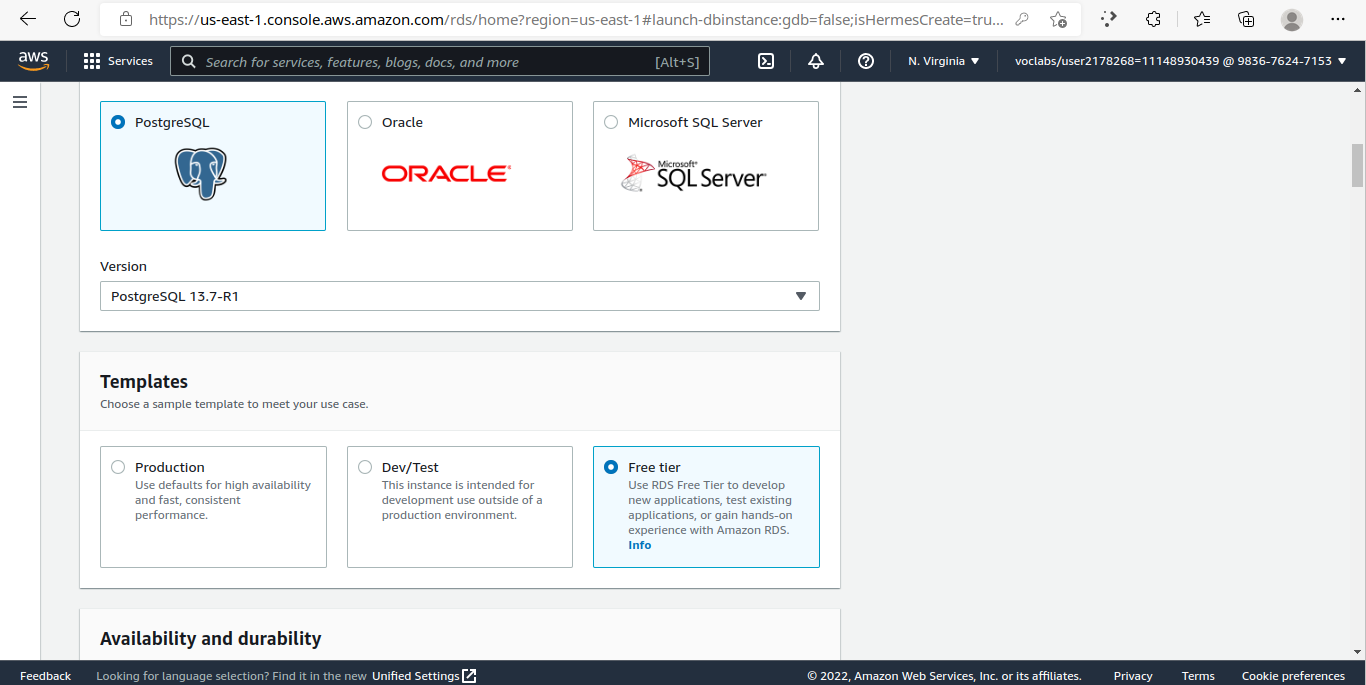 https://us-east-1.console.aws.amazon.com/rds/home?region=us-east-1#launch-dbinstance:gdb=false;isHermesCreate=tru...
aws
Services
Search for services, features, blogs, docs, and more
[Alt+S]
N. Virginia
voclabs/user2178268=11148930439 @ 9836-7624-7153
PostgreSQL
Oracle
Microsoft SQL Server
ORACLE
Microsoft
SQL Server
Version
PostgreSQL 13.7-R1
Templates
Choose a sample template to meet your use case.
Production
Use defaults for high availability
and fast, consistent
performance.
Dev/Test
This instance is intended for
development use outside of a
production environment.
Free tier
Use RDS Free Tier to develop
new applications, test existing
applications, or gain hands-on
experience with Amazon RDS.
Info
Availability and durability
Feedback
Looking for language selection? Find it in the new Unified Settings
© 2022, Amazon Web Services, Inc. or its affiliates.
Privacy
Terms
Cookie preferences